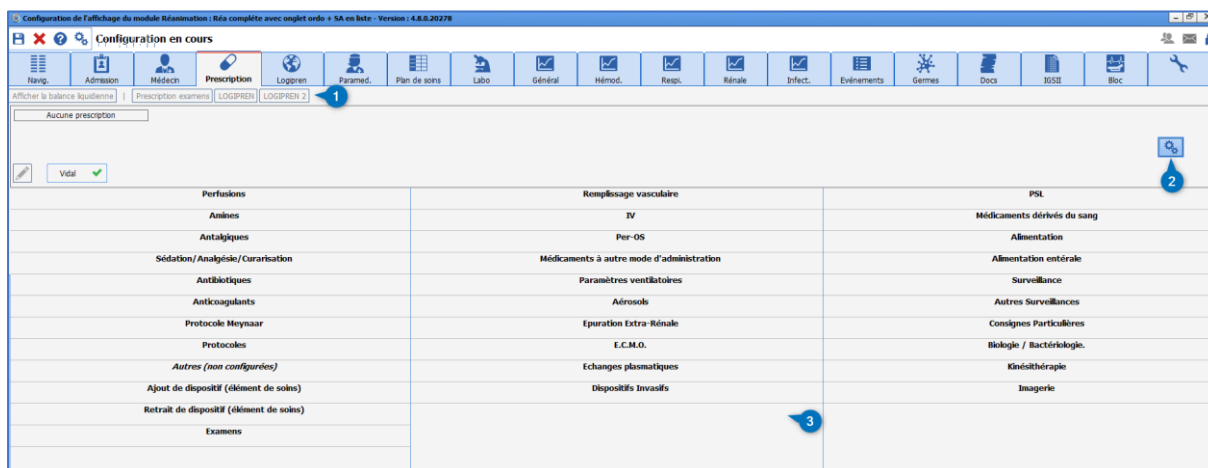 Configuration de l'affichage du module Réanimation : Réa complète avec onglet ordo + SA en liste - Version : 4.8.0.20278
Configuration en cours
Navig. Admission Médecin Prescription Logipren Paramed. Plan de soins Labo Général Hémod. Respi. Rénale Infect. Evénements Germes Docs IGSII Bloc
Afficher la balance liquidienne | Prescription examens LOGIPREN LOGIPREN 2 1
Aucune prescription
2
Vidal
Perfusions Remplissage vasculaire PSL
Amines IV Médicaments dérivés du sang
Antalgiques Per-OS Alimentation
Sédation/Analgésie/Curarisation Médicaments à autre mode d'administration Alimentation entérale
Antibiotiques Paramètres ventilatoires Surveillance
Anticoagulants Aérosols Autres Surveillances
Protocole Meynaar Epuration Extra-Rénale Consignes Particulières
Protocoles E.C.M.O. Biologie / Bactériologie.
Autres (non configurées) Echanges plasmatiques Kinésithérapie
Ajout de dispositif (élément de soins) Dispositifs Invasifs Imagerie
Retrait de dispositif (élément de soins)
3
Examens